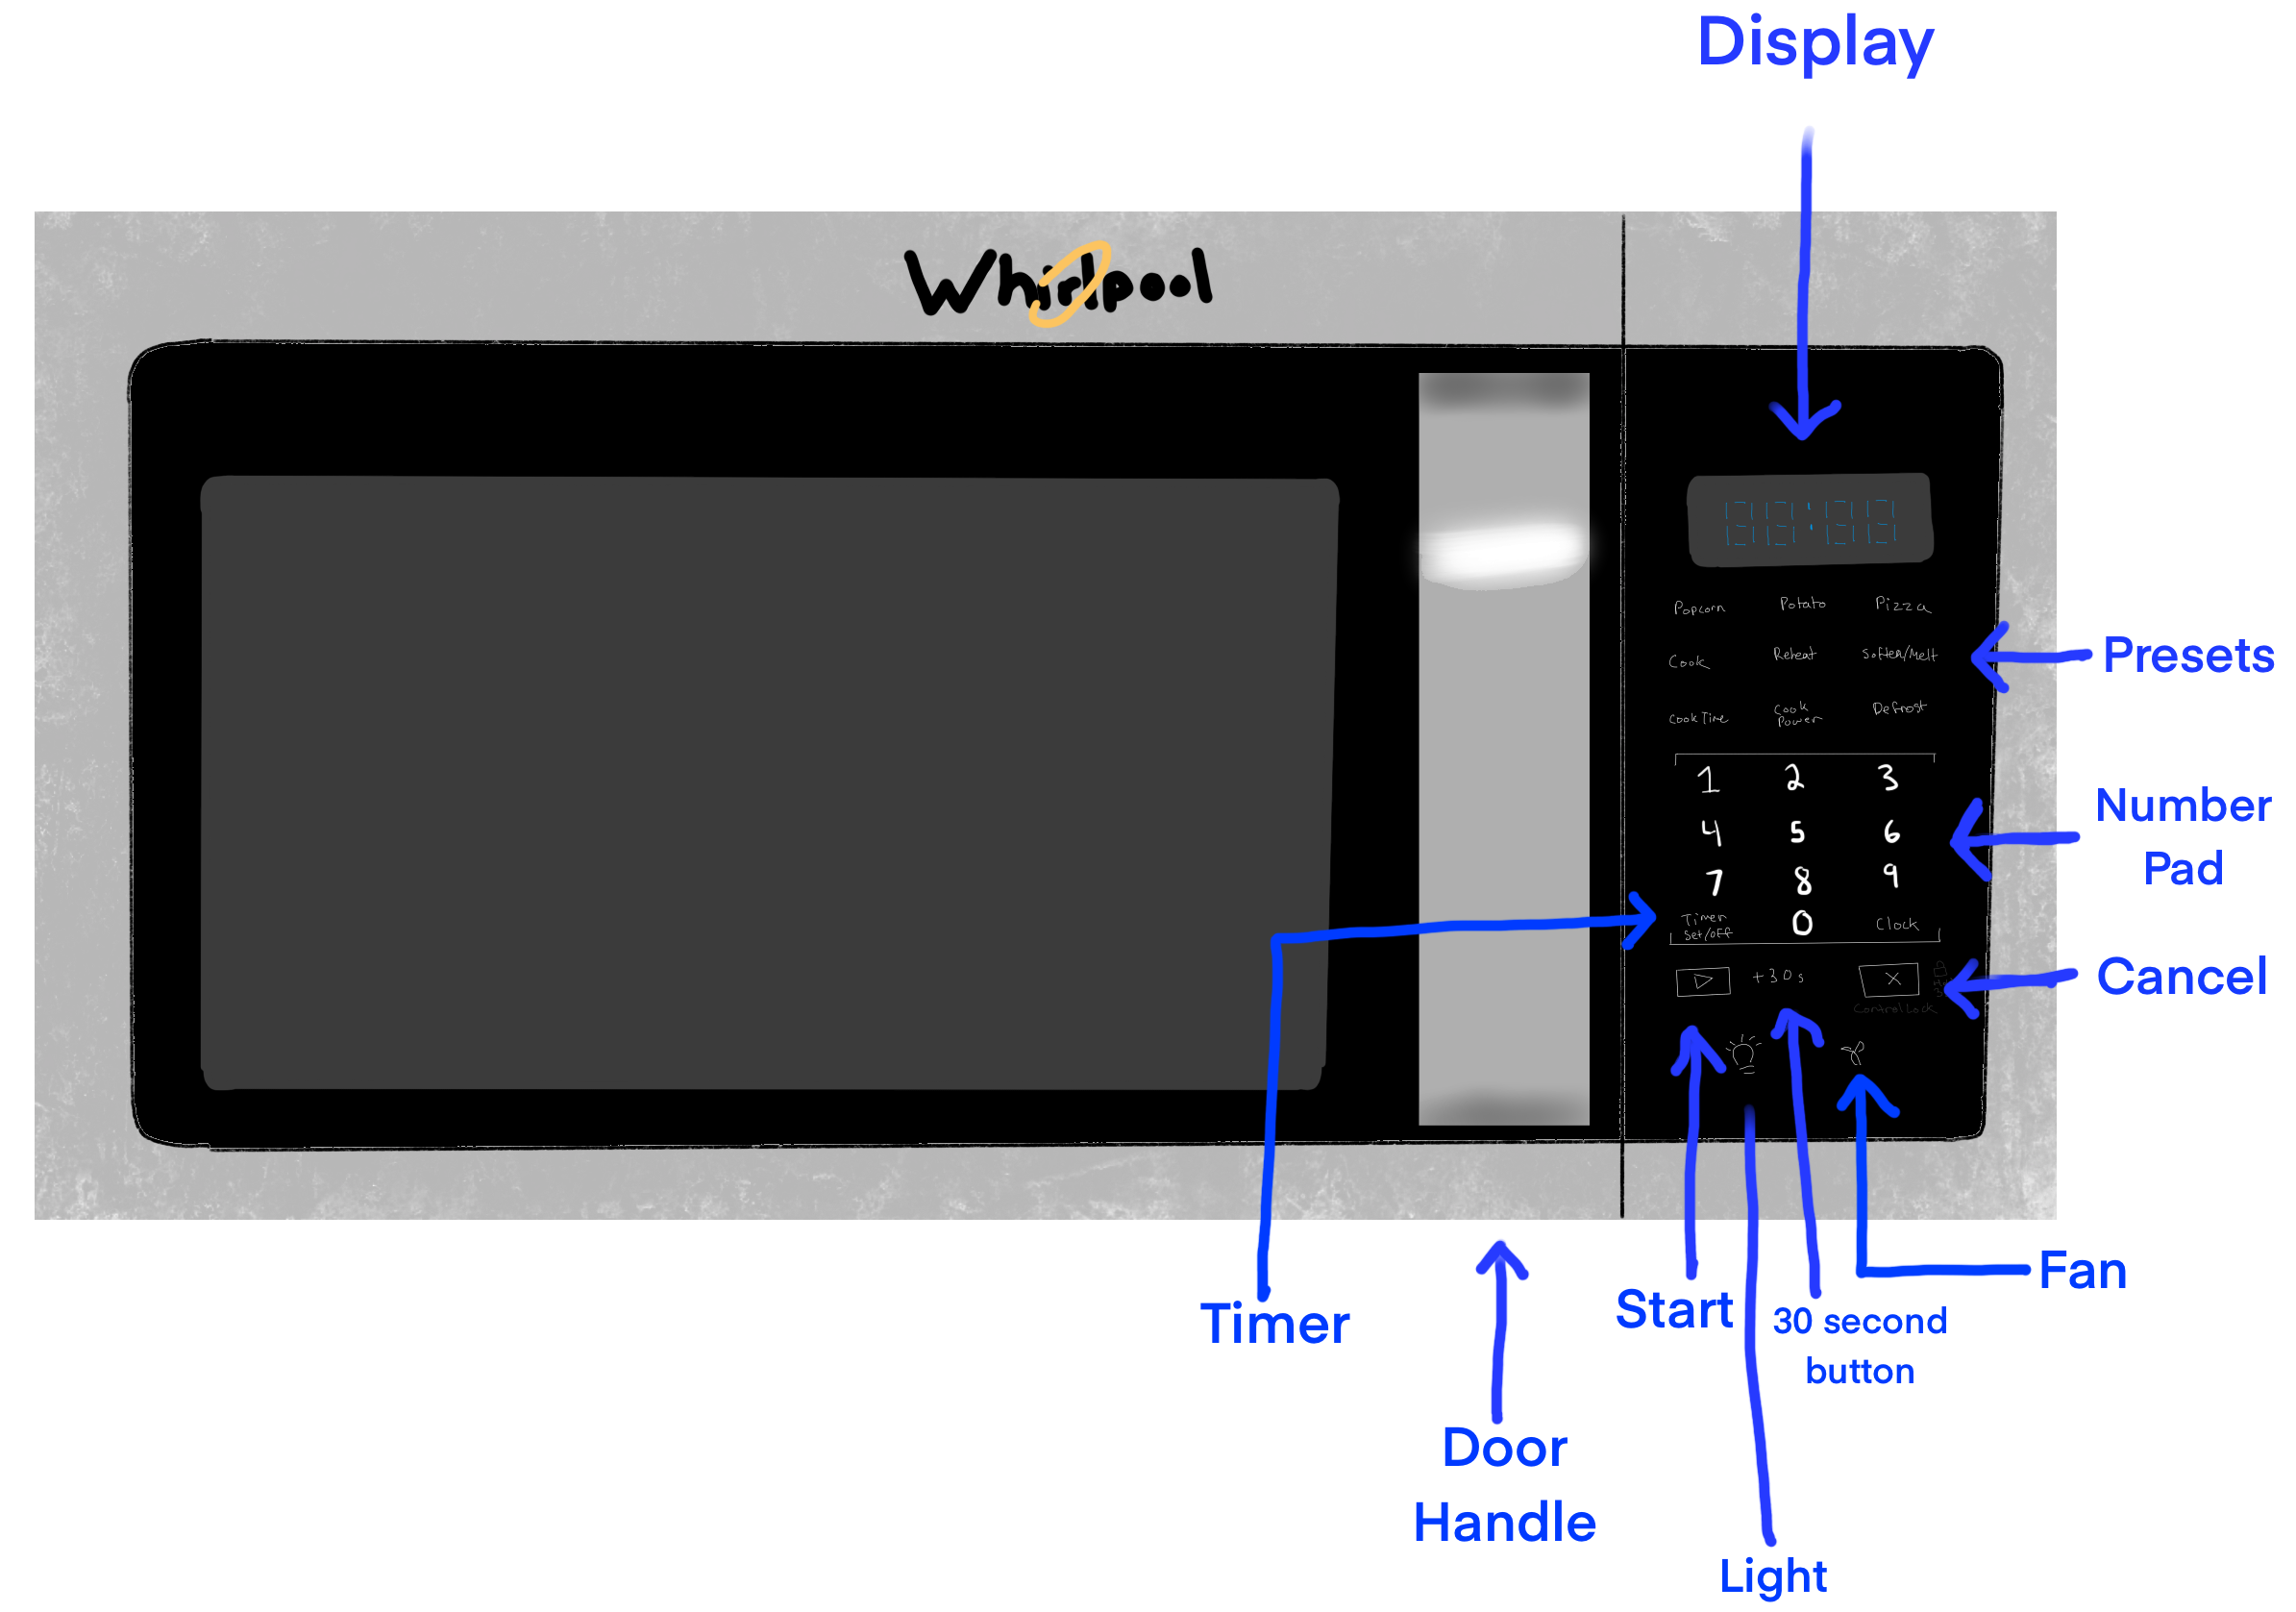 Display
Whirlpool
88:88
Popcorn Potato Pizza
Cook Reheat Soften/Melt
Presets
Cook Time Cook Power Defrost
1 2 3
4 5 6
Number
Pad
7 8 9
Timer
Set/off
0 Clock
+30s X
Cancel
Control Lock
Fan
Start
30 second
button
Timer
Door
Handle
Light